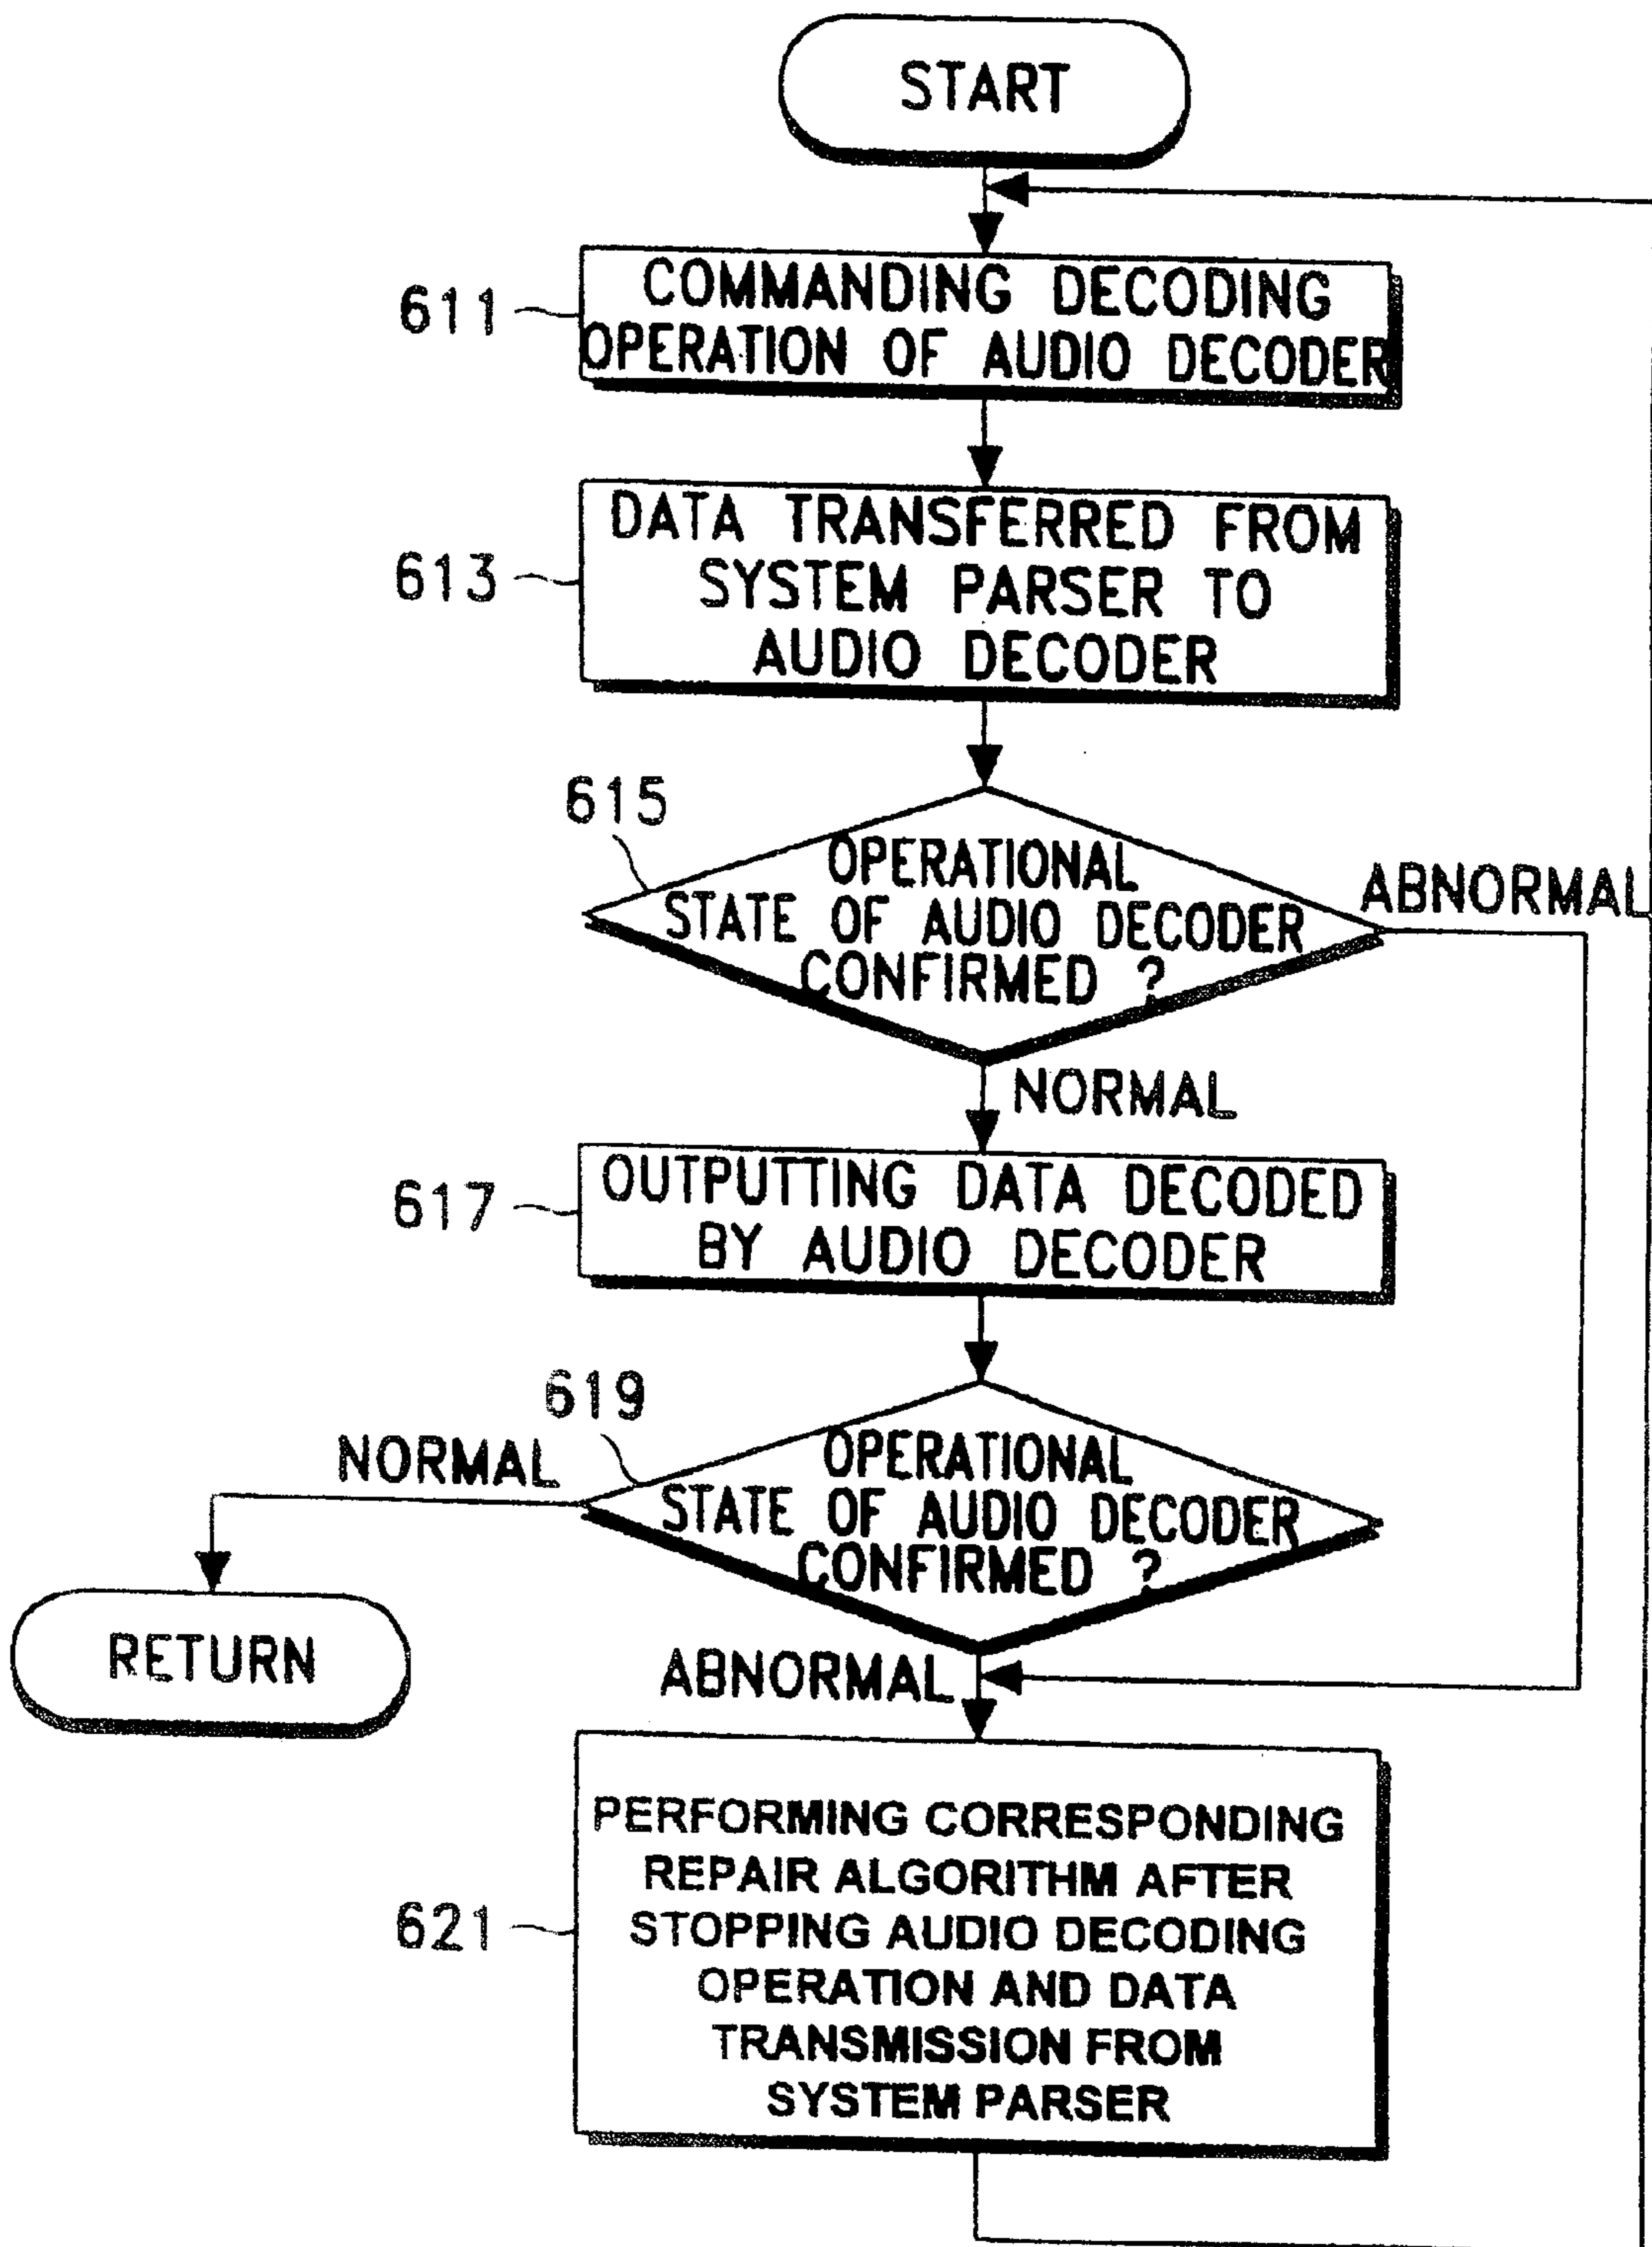 START
611
COMMANDING DECODING
OPERATION OF AUDIO DECODER
613
DATA TRANSFERRED FROM
SYSTEM PARSER TO
AUDIO DECODER
615
OPERATIONAL
STATE OF AUDIO DECODER
CONFIRMED ?
ABNORMAL
NORMAL
617
OUTPUTTING DATA DECODED
BY AUDIO DECODER
619
OPERATIONAL
STATE OF AUDIO DECODER
CONFIRMED ?
NORMAL
RETURN
ABNORMAL
621
PERFORMING CORRESPONDING
REPAIR ALGORITHM AFTER
STOPPING AUDIO DECODING
OPERATION AND DATA
TRANSMISSION FROM
SYSTEM PARSER